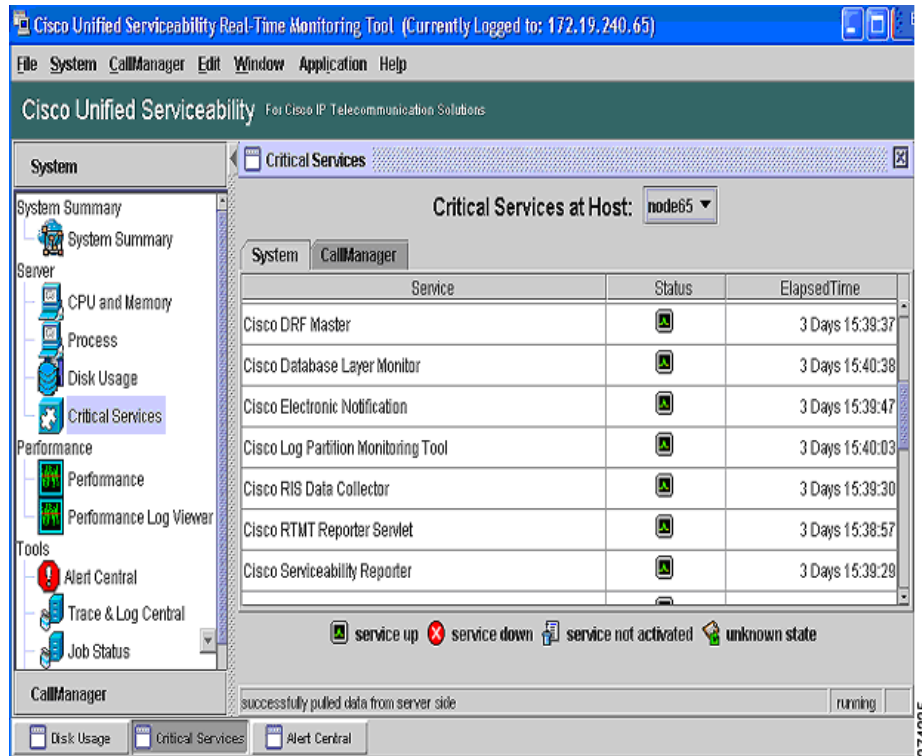 Cisco Unified Serviceability Real-Time Monitoring Tool (Currently Logged to: 172.19.240.65)
File System CallManager Edit Window Application Help
Cisco Unified Serviceability For Cisco IP Telecommunication Solutions
System
System Summary
System Summary
Server
CPU and Memory
Process
Disk Usage
Critical Services
Performance
Performance
Performance Log Viewer
Tools
Alert Central
Trace & Log Central
Job Status
CallManager
Critical Services
Critical Services at Host: node65
System CallManager
Service Status ElapsedTime
Cisco DRF Master 3 Days 15:39:37
Cisco Database Layer Monitor 3 Days 15:40:38
Cisco Electronic Notification 3 Days 15:39:47
Cisco Log Partition Monitoring Tool 3 Days 15:40:03
Cisco RIS Data Collector 3 Days 15:39:30
Cisco RTMT Reporter Servlet 3 Days 15:38:57
Cisco Serviceability Reporter 3 Days 15:39:29
service up service down service not activated unknown state
successfully pulled data from server side running
Disk Usage Critical Services Alert Central